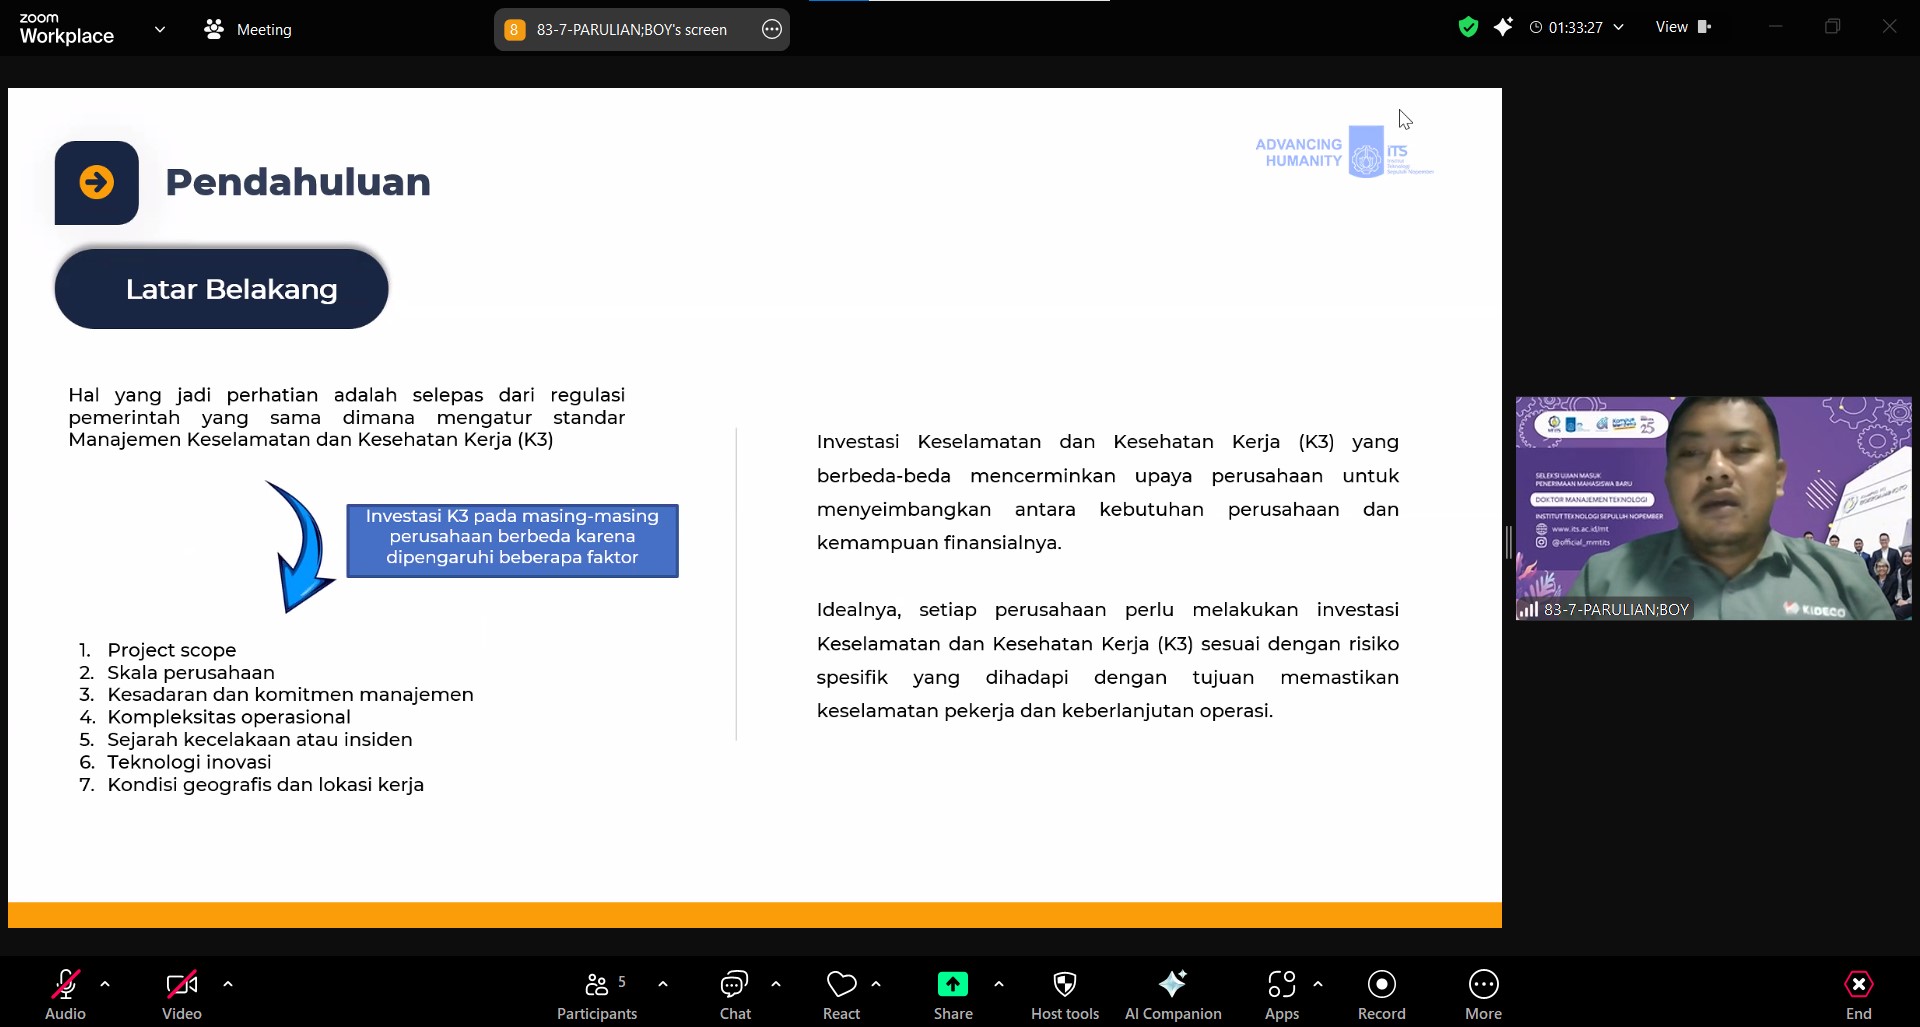 zoom
Workplace
Meeting
8 83-7-PARULIAN;BOY's screen
01:33:27
View
Pendahuluan
ADVANCING
HUMANITY
iTS
Institut
Teknologi
Sepuluh Nopember
Latar Belakang
Hal yang jadi perhatian adalah selepas dari regulasi
pemerintah yang sama dimana mengatur standar
Manajemen Keselamatan dan Kesehatan Kerja (K3)
Investasi K3 pada masing-masing
perusahaan berbeda karena
dipengaruhi beberapa faktor
1. Project scope
2. Skala perusahaan
3. Kesadaran dan komitmen manajemen
4. Kompleksitas operasional
5. Sejarah kecelakaan atau insiden
6. Teknologi inovasi
7. Kondisi geografis dan lokasi kerja
Investasi Keselamatan dan Kesehatan Kerja (K3) yang
berbeda-beda mencerminkan upaya perusahaan untuk
menyeimbangkan antara kebutuhan perusahaan dan
kemampuan finansialnya.
Idealnya, setiap perusahaan perlu melakukan investasi
Keselamatan dan Kesehatan Kerja (K3) sesuai dengan risiko
spesifik yang dihadapi dengan tujuan memastikan
keselamatan pekerja dan keberlanjutan operasi.
25
SELEKSI UJIAN MASUK
PENERIMAAN MAHASISWA BARU
DOKTOR MANAJEMEN TEKNOLOGI
INSTITUT TEKNOLOGI SEPULUH NOPEMBER
www.its.ac.id/mt
@official_mmtits
KIDECO
83-7-PARULIAN;BOY
Audio
Video
Participants 5
Chat
React
Share
Host tools
AI Companion
Apps
Record
More
End